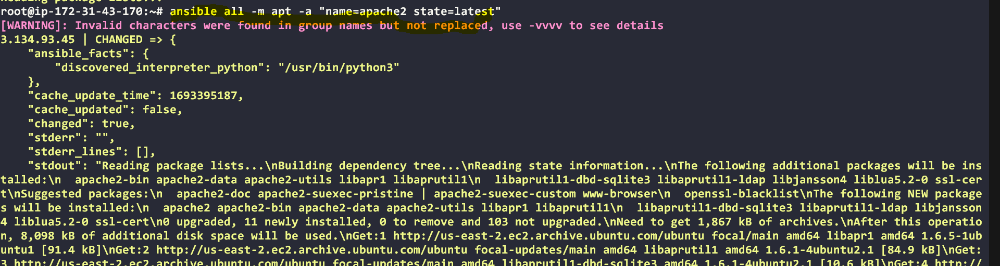 root@ip-172-31-43-170:~# ansible all -m apt -a "name=apache2 state=latest"
[WARNING]: Invalid characters were found in group names but not replaced, use -vvvv to see details
3.134.93.45 | CHANGED => {
    "ansible_facts": {
        "discovered_interpreter_python": "/usr/bin/python3"
    },
    "cache_update_time": 1693395187,
    "cache_updated": false,
    "changed": true,
    "stderr": "",
    "stderr_lines": [],
    "stdout": "Reading package lists...\nBuilding dependency tree...\nReading state information...\nThe following additional packages will be ins
talled:\n  apache2-bin apache2-data apache2-utils libapr1 libaprutil1\n  libaprutil1-dbd-sqlite3 libaprutil1-ldap libjansson4 liblua5.2-0 ssl-cer
t\nSuggested packages:\n  apache2-doc apache2-suexec-pristine | apache2-suexec-custom www-browser\n  openssl-blacklist\nThe following NEW package
s will be installed:\n  apache2 apache2-bin apache2-data apache2-utils libapr1 libaprutil1\n  libaprutil1-dbd-sqlite3 libaprutil1-ldap libjansson
4 liblua5.2-0 ssl-cert\n0 upgraded, 11 newly installed, 0 to remove and 103 not upgraded.\nNeed to get 1,867 kB of archives.\nAfter this operatio
n, 8,098 kB of additional disk space will be used.\nGet:1 http://us-east-2.ec2.archive.ubuntu.com/ubuntu focal/main amd64 libapr1 amd64 1.6.5-1ub
untu1 [91.4 kB]\nGet:2 http://us-east-2.ec2.archive.ubuntu.com/ubuntu focal-updates/main amd64 libaprutil1 amd64 1.6.1-4ubuntu2.1 [84.9 kB]\nGet:
3 http://us-east-2.ec2.archive.ubuntu.com/ubuntu focal-updates/main amd64 libaprutil1-dbd-sqlite3 amd64 1.6.1-4ubuntu2.1 [10.6 kB]\nGet:4 http://